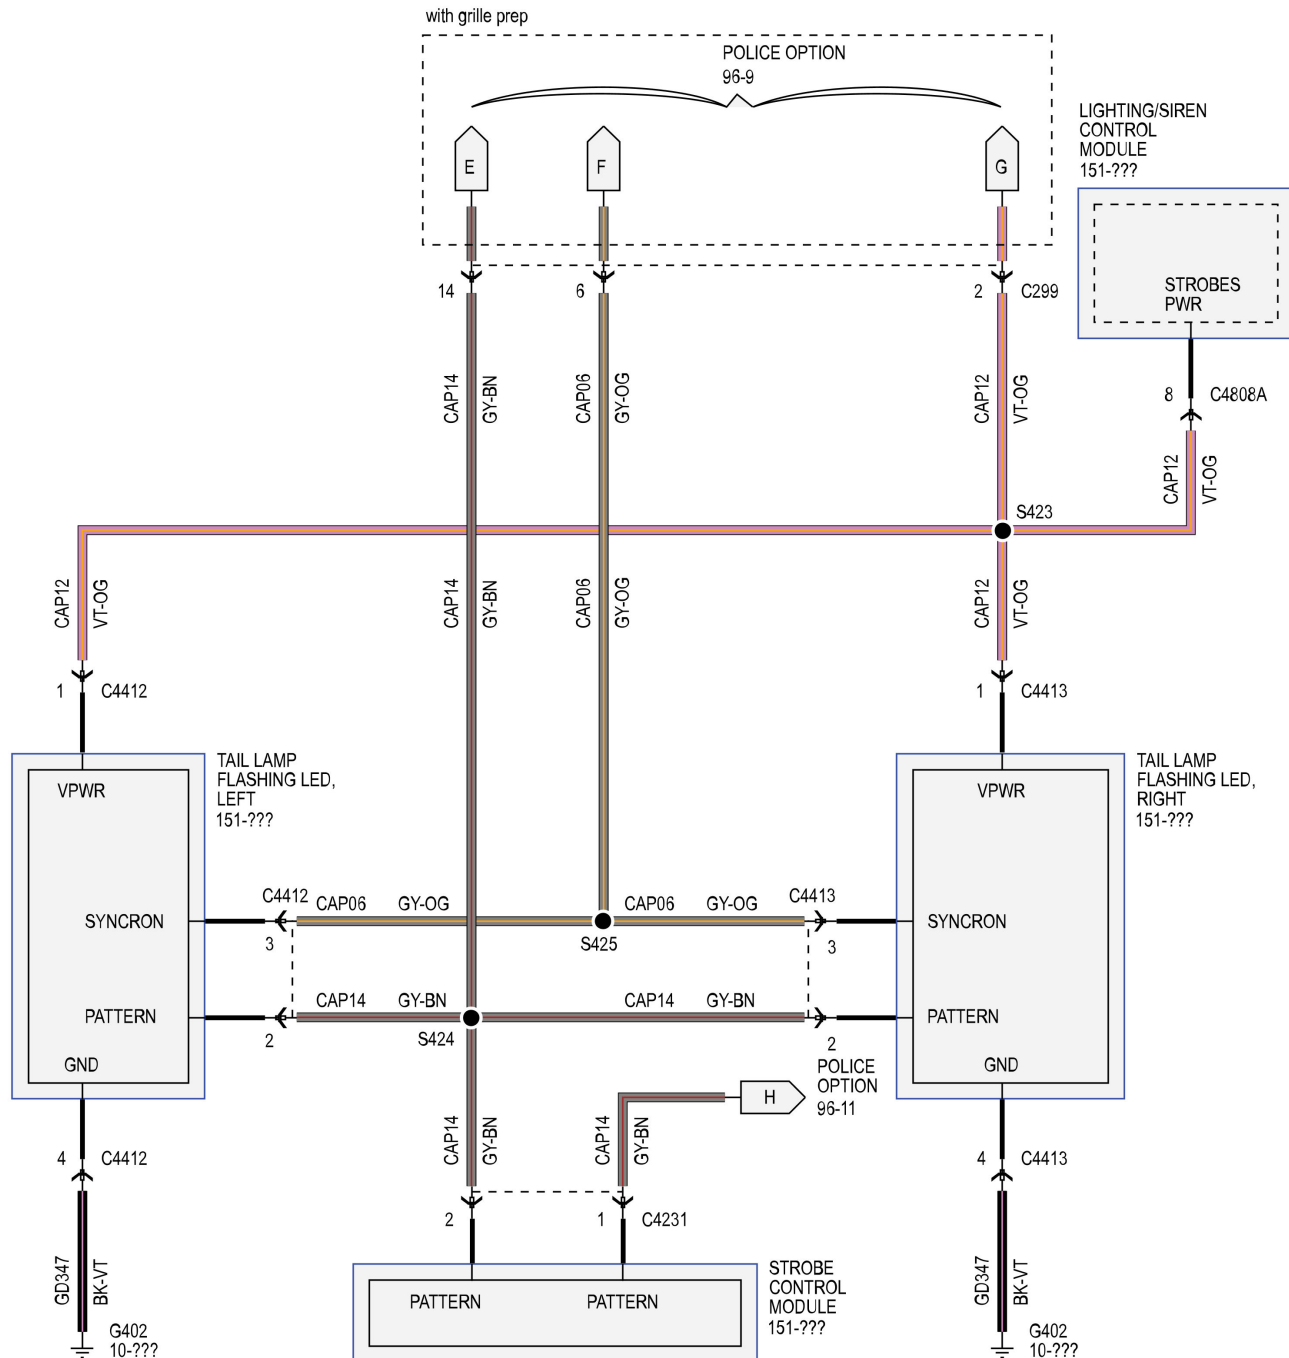 with grille prep
POLICE OPTION
96-9
LIGHTING/SIREN
CONTROL
MODULE
151-???
E
F
G
STROBES
PWR
14
6
2
C299
CAP14
GY-BN
CAP06
GY-OG
CAP12
VT-OG
8
C4808A
CAP12
VT-OG
S423
CAP12
VT-OG
CAP14
GY-BN
CAP06
GY-OG
CAP12
VT-OG
1
C4412
1
C4413
TAIL LAMP
FLASHING LED,
LEFT
151-???
VPWR
TAIL LAMP
FLASHING LED,
RIGHT
151-???
VPWR
C4412
CAP06
GY-OG
CAP06
GY-OG
C4413
SYNCRON
3
S425
3
SYNCRON
CAP14
GY-BN
CAP14
GY-BN
PATTERN
2
S424
2
PATTERN
GND
GND
POLICE
OPTION
96-11
H
CAP14
GY-BN
CAP14
GY-BN
4
C4412
4
C4413
2
1
C4231
GD347
BK-VT
GD347
BK-VT
STROBE
CONTROL
MODULE
151-???
PATTERN
PATTERN
G402
10-???
G402
10-???